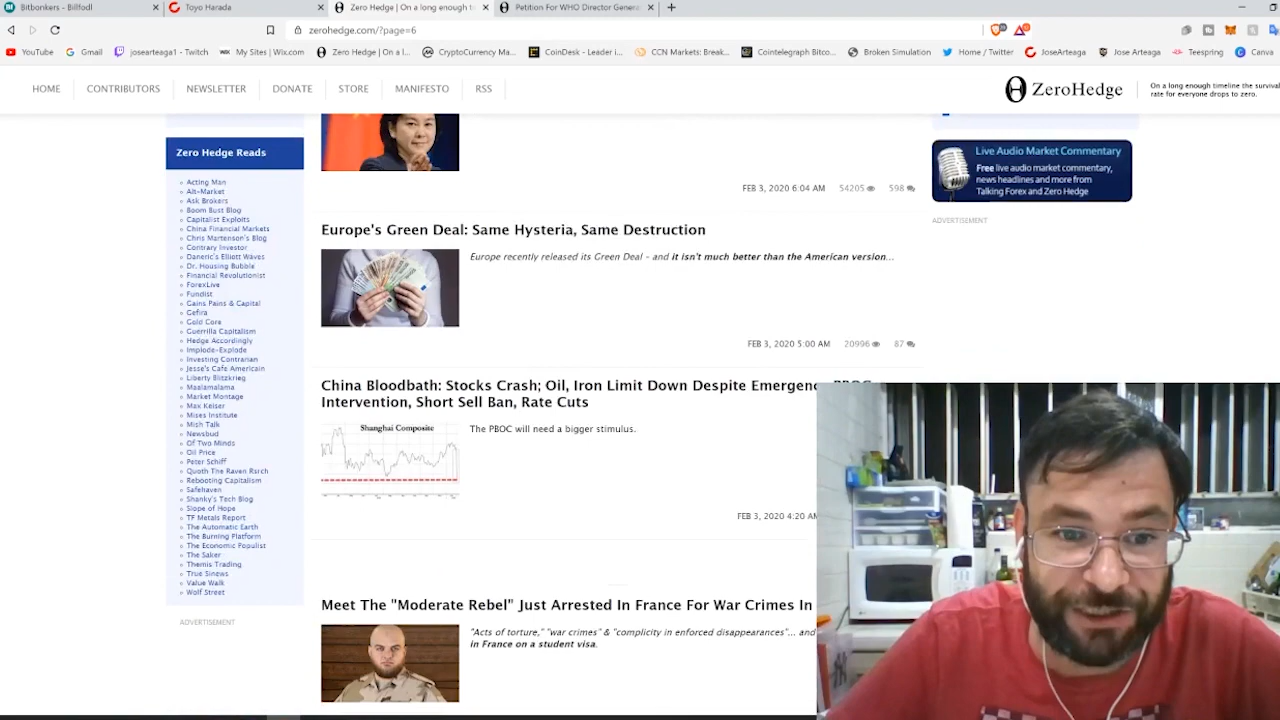 Bitbonkers - Billfodl
Toyo Harada
Zero Hedge | On a long enough t
Petition For WHO Director Genera
zerohedge.com/?page=6
YouTube
Gmail
josearteaga1 - Twitch
My Sites | Wix.com
Zero Hedge | On a l...
CryptoCurrency Ma...
CoinDesk - Leader i...
CCN Markets: Break...
Cointelegraph Bitco...
Broken Simulation
Home / Twitter
JoseArteaga
Jose Arteaga
Teespring
Canva
HOME
CONTRIBUTORS
NEWSLETTER
DONATE
STORE
MANIFESTO
RSS
ZeroHedge
On a long enough timeline the survival
rate for everyone drops to zero.
Zero Hedge Reads
Acting Man
Alt-Market
Ask Brokers
Boom Bust Blog
Capitalist Exploits
China Financial Markets
Chris Martenson's Blog
Contrary Investor
Daneric's Elliott Waves
Dr. Housing Bubble
Financial Revolutionist
ForexLive
Fundist
Gains Pains & Capital
Gefira
Gold Core
Guerrilla Capitalism
Hedge Accordingly
Implode-Explode
Investing Contrarian
Jesse's Cafe Americain
Liberty Blitzkrieg
Maalamalama
Market Montage
Max Keiser
Mises Institute
Mish Talk
Newsbud
Of Two Minds
Oil Price
Peter Schiff
Quoth The Raven Rsrch
Rebooting Capitalism
Safehaven
Shanky's Tech Blog
Slope of Hope
TF Metals Report
The Automatic Earth
The Burning Platform
The Economic Populist
The Saker
Themis Trading
True Sinews
Value Walk
Wolf Street
ADVERTISEMENT
FEB 3, 2020 6:04 AM 54205 598
Europe's Green Deal: Same Hysteria, Same Destruction
Europe recently released its Green Deal - and it isn't much better than the American version...
FEB 3, 2020 5:00 AM 20996 87
China Bloodbath: Stocks Crash; Oil, Iron Limit Down Despite Emergency PBOC
Intervention, Short Sell Ban, Rate Cuts
Shanghai Composite
The PBOC will need a bigger stimulus.
FEB 3, 2020 4:20 AM
Meet The "Moderate Rebel" Just Arrested In France For War Crimes In
"Acts of torture," "war crimes" & "complicity in enforced disappearances"... and
in France on a student visa.
Live Audio Market Commentary
Free live audio market commentary,
news headlines and more from
Talking Forex and Zero Hedge
ADVERTISEMENT